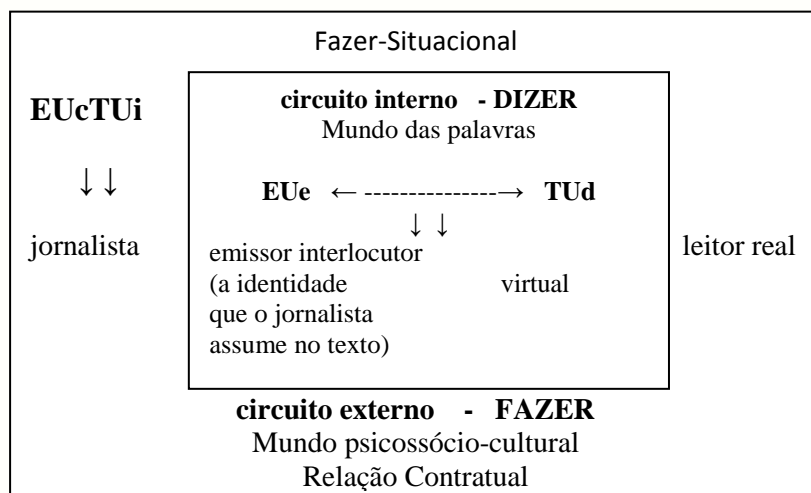 Fazer-Situacional
circuito interno - DIZER
EUcTUi
Mundo das palavras
↓ ↓
EUe ← ---------------→ TUd
↓ ↓
jornalista
leitor real
emissor interlocutor
(a identidade virtual
que o jornalista
assume no texto)
circuito externo - FAZER
Mundo psicossócio-cultural
Relação Contratual